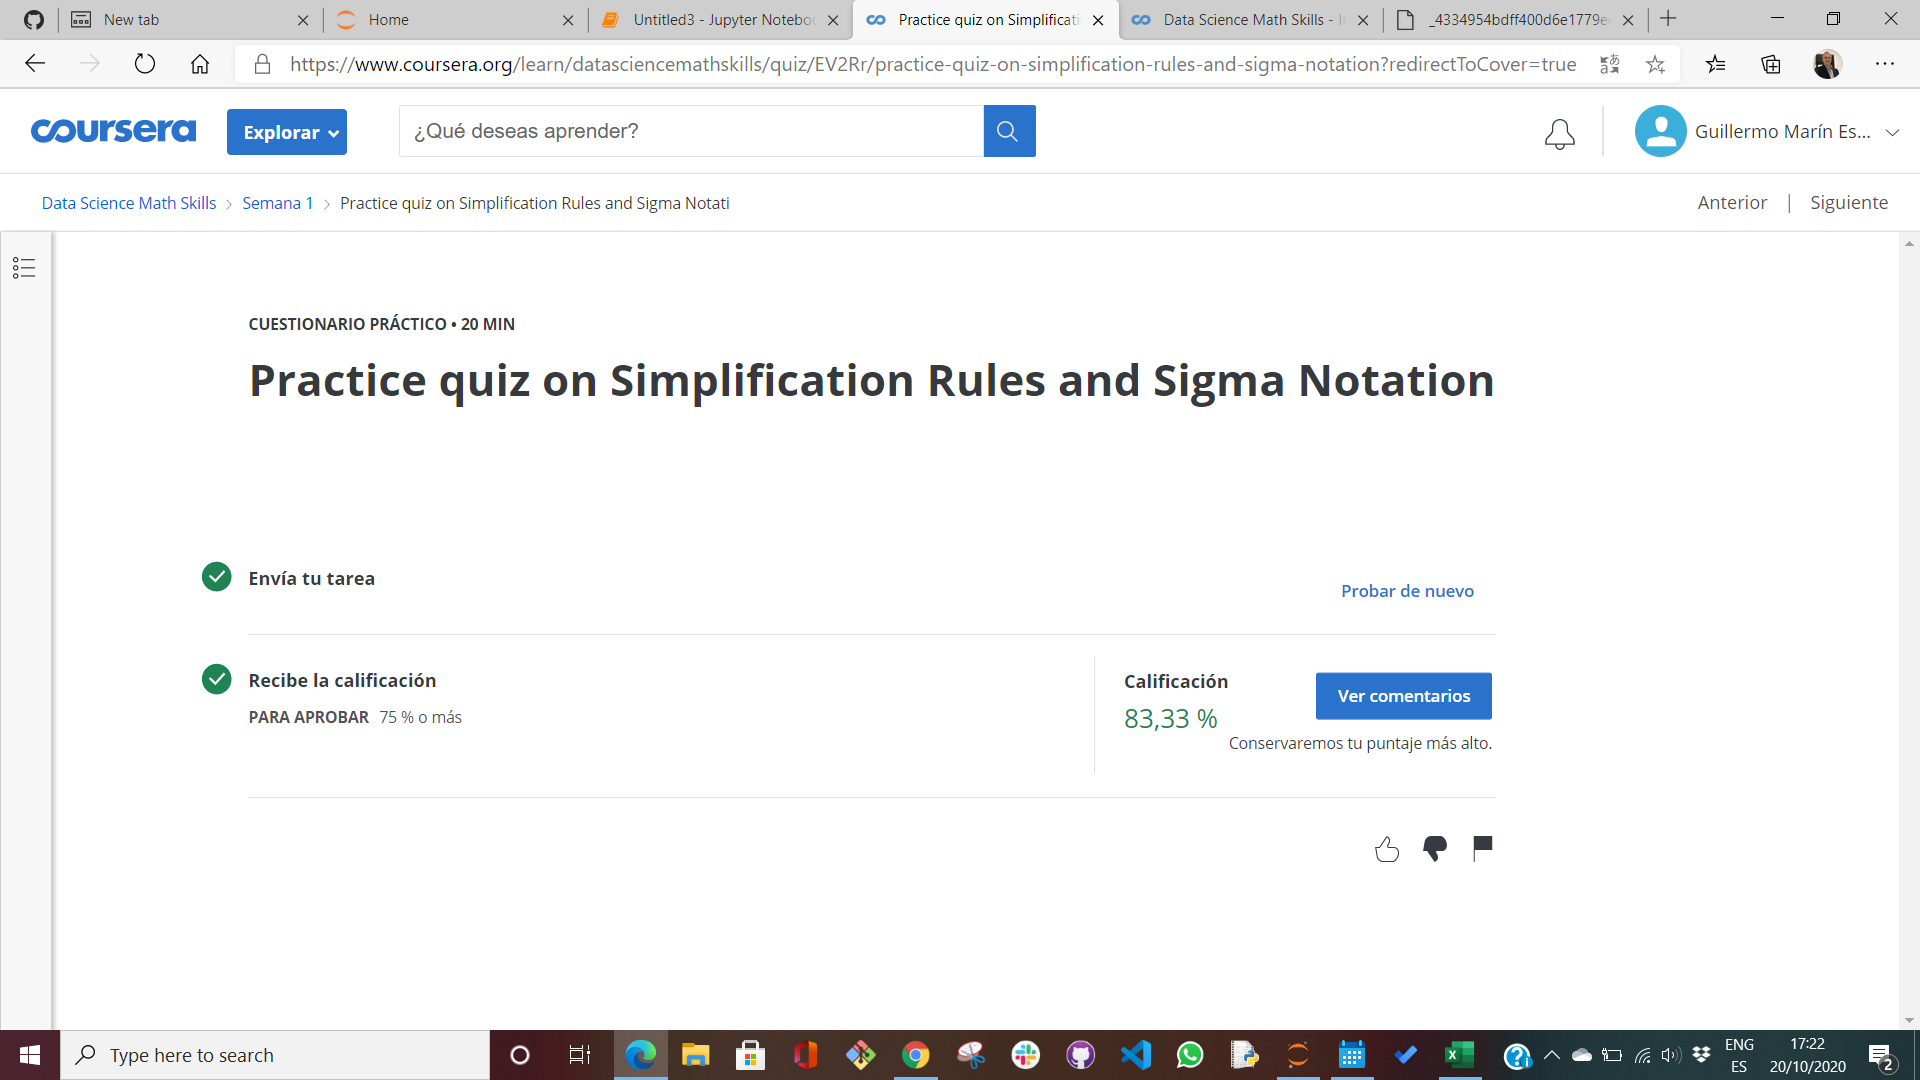 New tab
Home
Untitled3 - Jupyter Notebo
Practice quiz on Simplificati
Data Science Math Skills - I
_4334954bdff400d6e1779e
https://www.coursera.org/learn/datasciencemathskills/quiz/EV2Rr/practice-quiz-on-simplification-rules-and-sigma-notation?redirectToCover=true
coursera
Explorar
¿Qué deseas aprender?
Guillermo Marín Es...
Data Science Math Skills
Semana 1
Practice quiz on Simplification Rules and Sigma Notati
Anterior | Siguiente
CUESTIONARIO PRÁCTICO • 20 MIN
Practice quiz on Simplification Rules and Sigma Notation
Envía tu tarea
Probar de nuevo
Recibe la calificación
PARA APROBAR 75 % o más
Calificación
83,33 %
Ver comentarios
Conservaremos tu puntaje más alto.
Type here to search
ENG
ES
17:22
20/10/2020
2